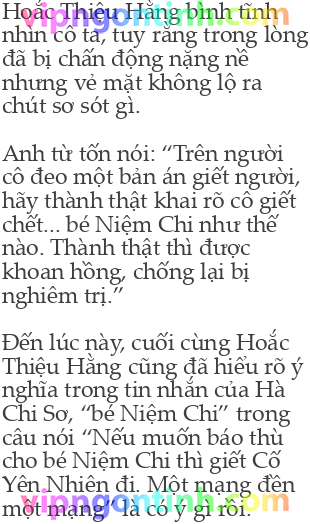 Hoắc Thiệu Hằng bình tĩnh
nhìn cô ta, tuy rằng trong lòng
đã bị chấn động nặng nề
nhưng vẻ mặt không lộ ra
chút sơ sót gì.
Anh từ tốn nói: “Trên người
cô đeo một bản án giết người,
hãy thành thật khai rõ cô giết
chết... bé Niệm Chi như thế
nào. Thành thật thì được
khoan hồng, chống lại bị
nghiêm trị.”
Đến lúc này, cuối cùng Hoắc
Thiệu Hằng cũng đã hiểu rõ ý
nghĩa trong tin nhắn của Hà
Chi Sơ, “bé Niệm Chi” trong
câu nói “Nếu muốn báo thù
cho bé Niệm Chi thì giết Cố
Yên Nhiên đi. Một mạng đền
một mạng” là có ý gì rồi.
vipngontinh.com
vipngontinh.com